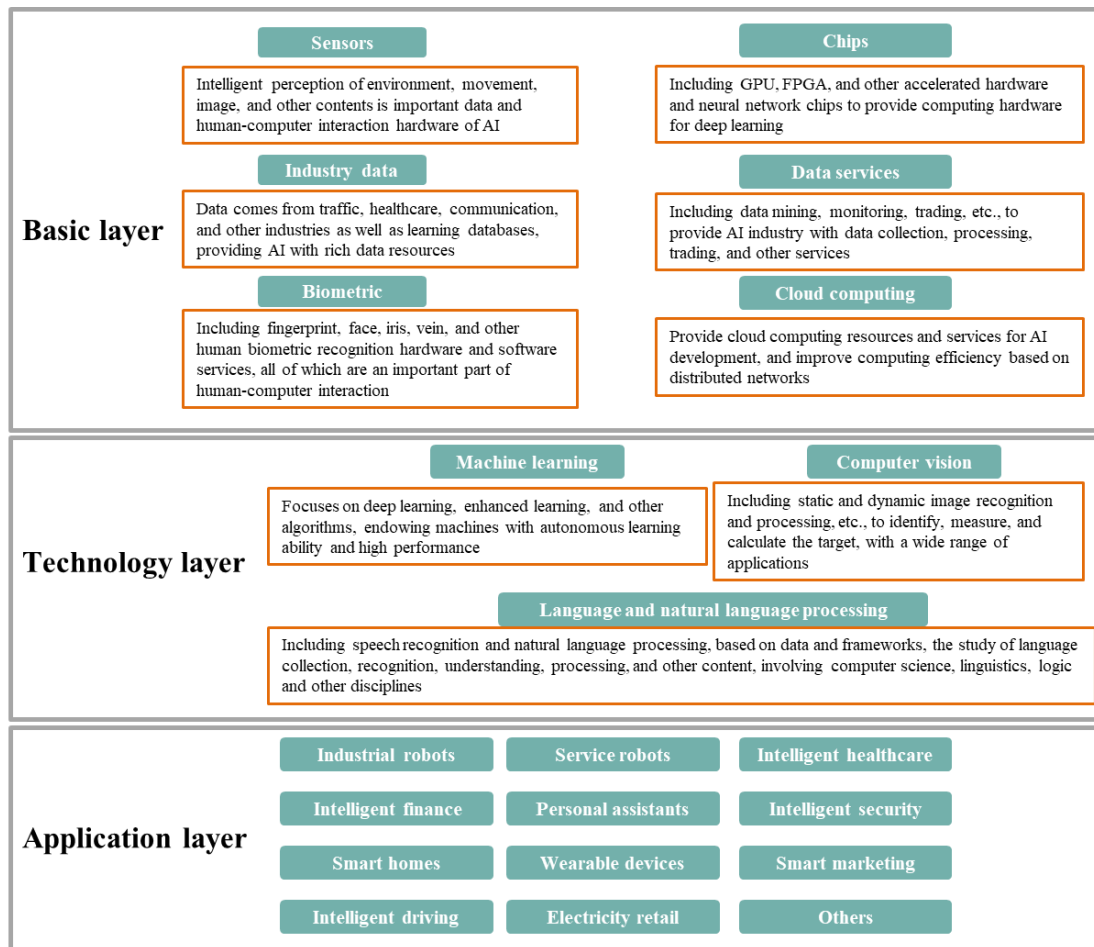 Basic layer
Sensors
Intelligent perception of environment, movement,
image, and other contents is important data and
human-computer interaction hardware of AI
Chips
Including GPU, FPGA, and other accelerated hardware
and neural network chips to provide computing hardware
for deep learning
Industry data
Data comes from traffic, healthcare, communication,
and other industries as well as learning databases,
providing AI with rich data resources
Data services
Including data mining, monitoring, trading, etc., to
provide AI industry with data collection, processing,
trading, and other services
Biometric
Including fingerprint, face, iris, vein, and other
human biometric recognition hardware and software
services, all of which are an important part of
human-computer interaction
Cloud computing
Provide cloud computing resources and services for AI
development, and improve computing efficiency based on
distributed networks
Technology layer
Machine learning
Focuses on deep learning, enhanced learning, and other
algorithms, endowing machines with autonomous learning
ability and high performance
Computer vision
Including static and dynamic image recognition
and processing, etc., to identify, measure, and
calculate the target, with a wide range of
applications
Language and natural language processing
Including speech recognition and natural language processing, based on data and frameworks, the study of language
collection, recognition, understanding, processing, and other content, involving computer science, linguistics, logic
and other disciplines
Application layer
Industrial robots
Service robots
Intelligent healthcare
Intelligent finance
Personal assistants
Intelligent security
Smart homes
Wearable devices
Smart marketing
Intelligent driving
Electricity retail
Others